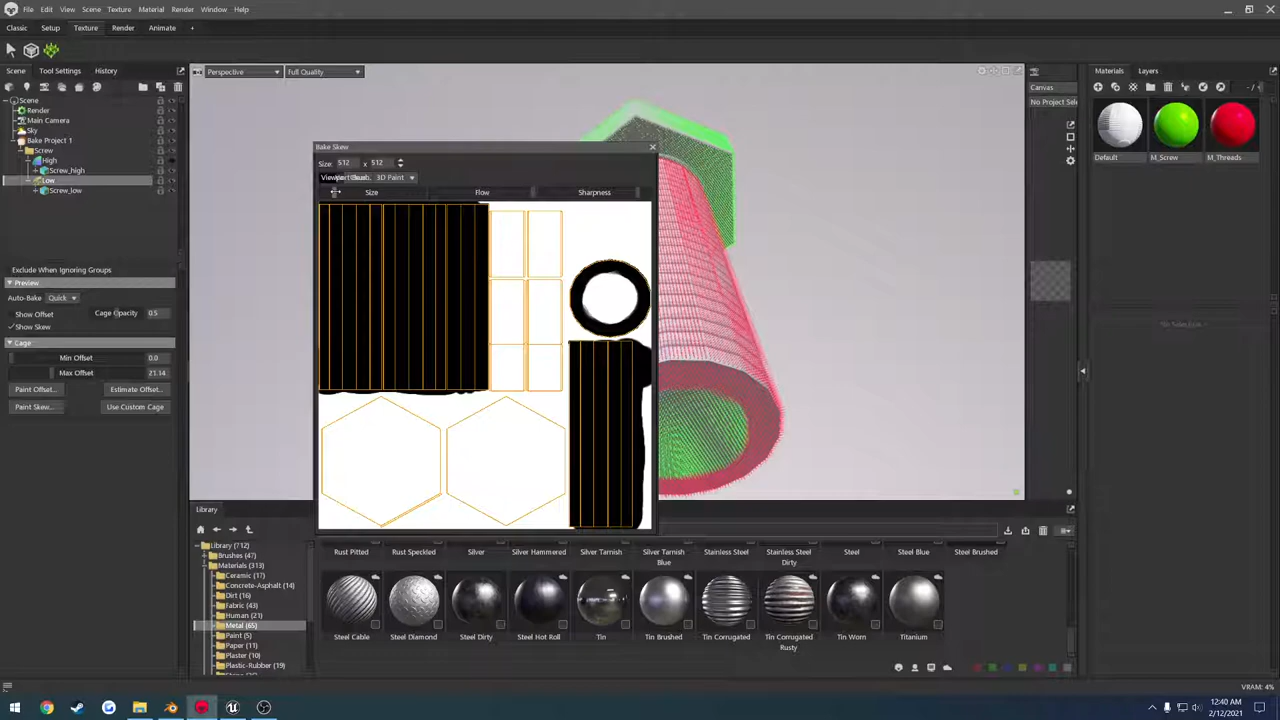 File Edit View Scene Texture Material Render Window Help
Classic Setup Texture Render Animate +
Scene Tool Settings History
Perspective Full Quality
Materials Layers
Scene
Render
Main Camera
Sky
Bake Project 1
Screw
High
Screw_high
Low
Screw_low
Canvas
No Project Sele
- / -
Default M_Screw M_Threads
Bake Skew
Size: 512 x 512
3D Paint
Size Flow Sharpness
Exclude When Ignoring Groups
Preview
Auto-Bake Quick
Show Offset Cage Opacity 0.5
Show Skew
Cage
Min Offset 0.0
Max Offset 21.14
Paint Offset... Estimate Offset...
Paint Skew... Use Custom Cage
Library
Library (712)
Brushes (47)
Materials (313)
Ceramic (17)
Concrete-Asphalt (14)
Dirt (16)
Fabric (43)
Human (21)
Metal (65)
Paint (5)
Paper (11)
Plaster (10)
Plastic-Rubber (19)
Rust Pitted Rust Speckled Silver Silver Hammered Silver Tarnish Silver Tarnish Blue Stainless Steel Stainless Steel Dirty Steel Steel Blue Steel Brushed
Steel Cable Steel Diamond Steel Dirty Steel Hot Roll Tin Tin Brushed Tin Corrugated Tin Corrugated Rusty Tin Worn Titanium
VRAM: 4%
12:40 AM
2/12/2021